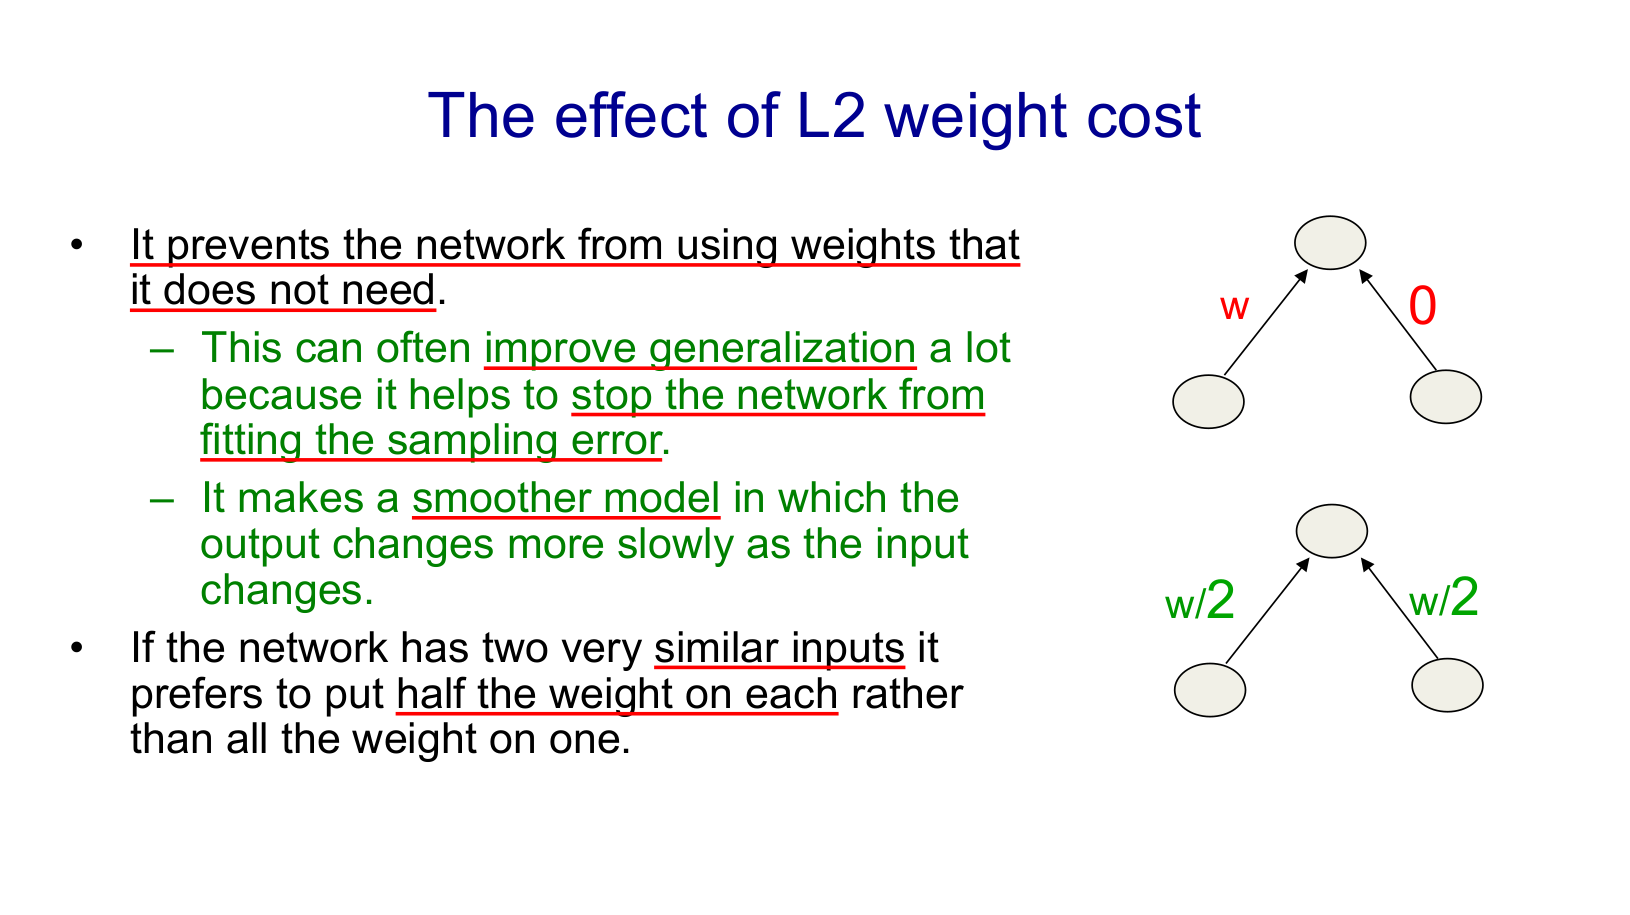 The effect of L2 weight cost
• It prevents the network from using weights that
it does not need.
– This can often improve generalization a lot
because it helps to stop the network from
fitting the sampling error.
– It makes a smoother model in which the
output changes more slowly as the input
changes.
• If the network has two very similar inputs it
prefers to put half the weight on each rather
than all the weight on one.
w 0
w/2 w/2